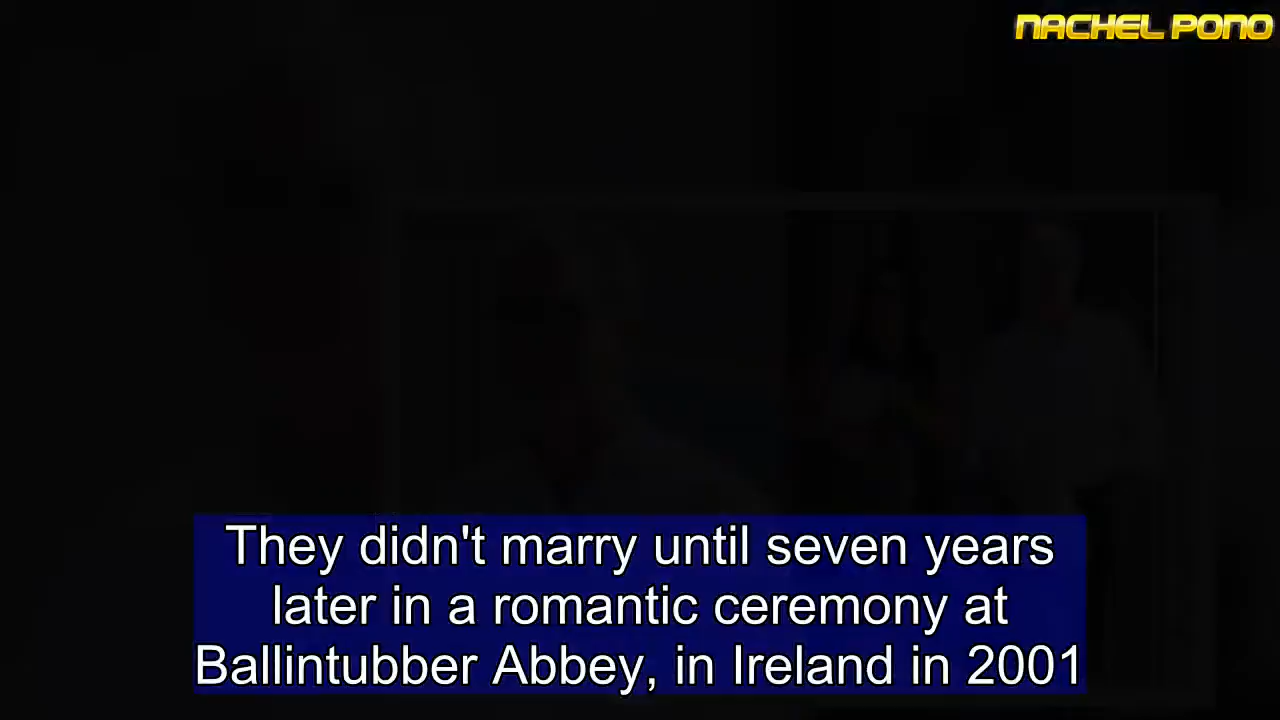 NACHEL PONO
They didn't marry until seven years
later in a romantic ceremony at
Ballintubber Abbey, in Ireland in 2001